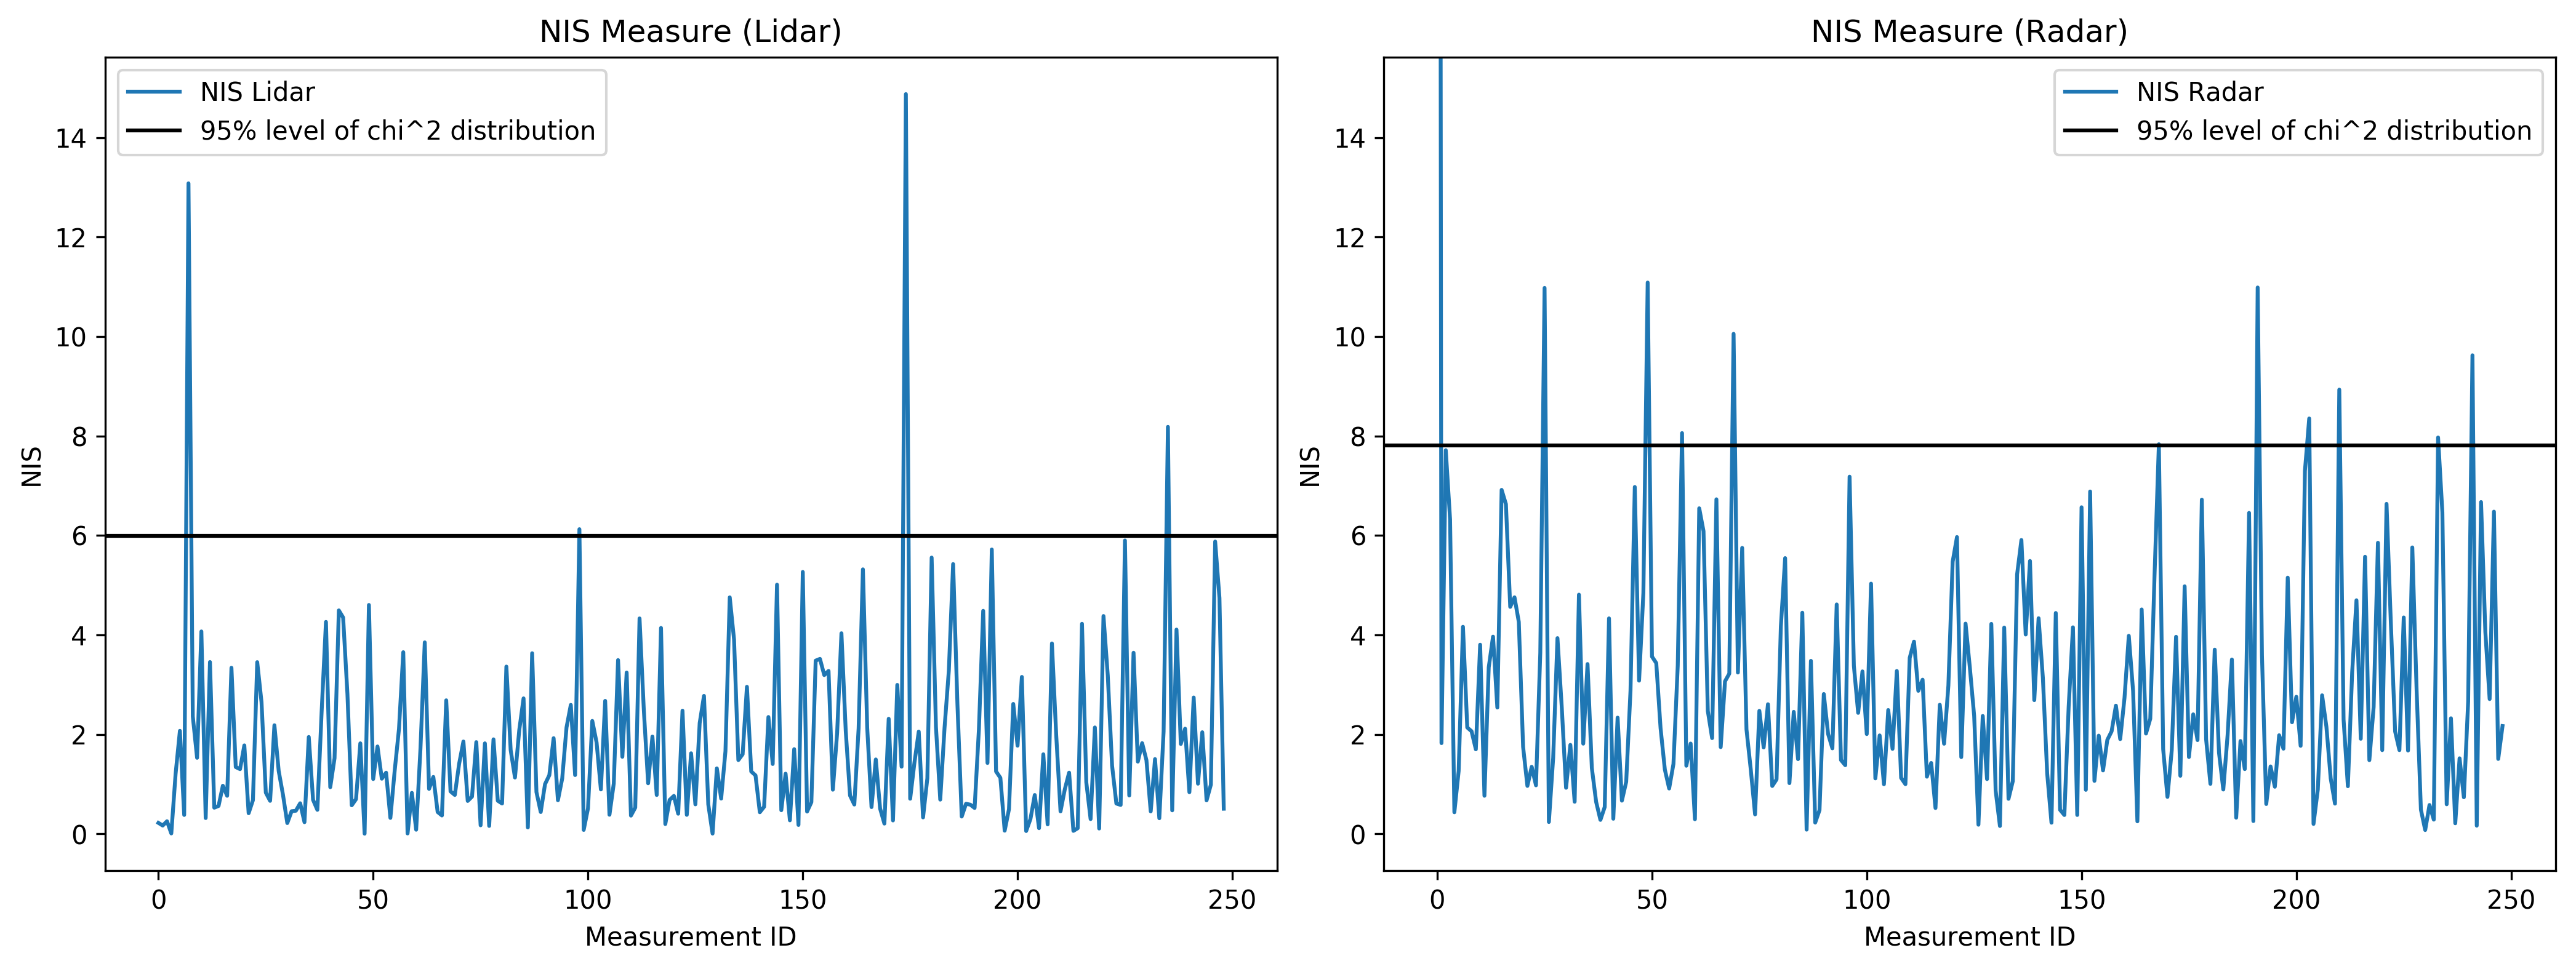 NIS Measure (Lidar)
NIS Lidar
95% level of chi^2 distribution
14
12
10
8
6
4
2
0
NIS
0 50 100 150 200 250
Measurement ID
NIS Measure (Radar)
NIS Radar
95% level of chi^2 distribution
14
12
10
8
6
4
2
0
NIS
0 50 100 150 200 250
Measurement ID